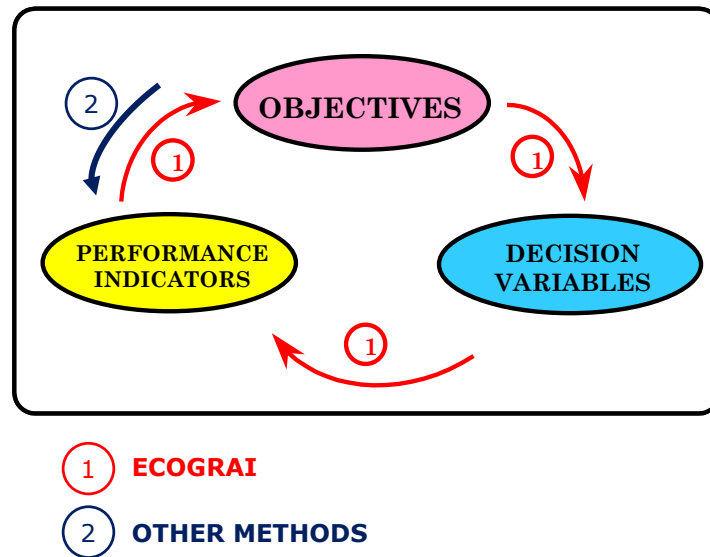 2
OBJECTIVES
1
1
PERFORMANCE
INDICATORS
DECISION
VARIABLES
1
1 ECOGRAI
2 OTHER METHODS